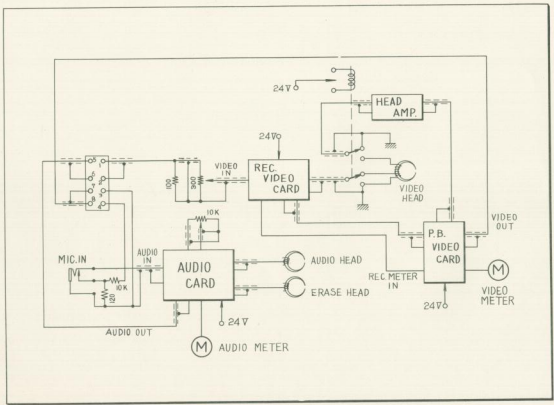 24V
HEAD
AMP.
24V
VIDEO
IN
REC.
VIDEO
CARD
100
900
VIDEO
HEAD
10K
P.B.
VIDEO
CARD
VIDEO
OUT
MIC.IN
AUDIO
IN
AUDIO
CARD
AUDIO HEAD
ERASE HEAD
REC.METER
IN
M
VIDEO
METER
10K
120
24V
24V
AUDIO OUT
M
AUDIO METER